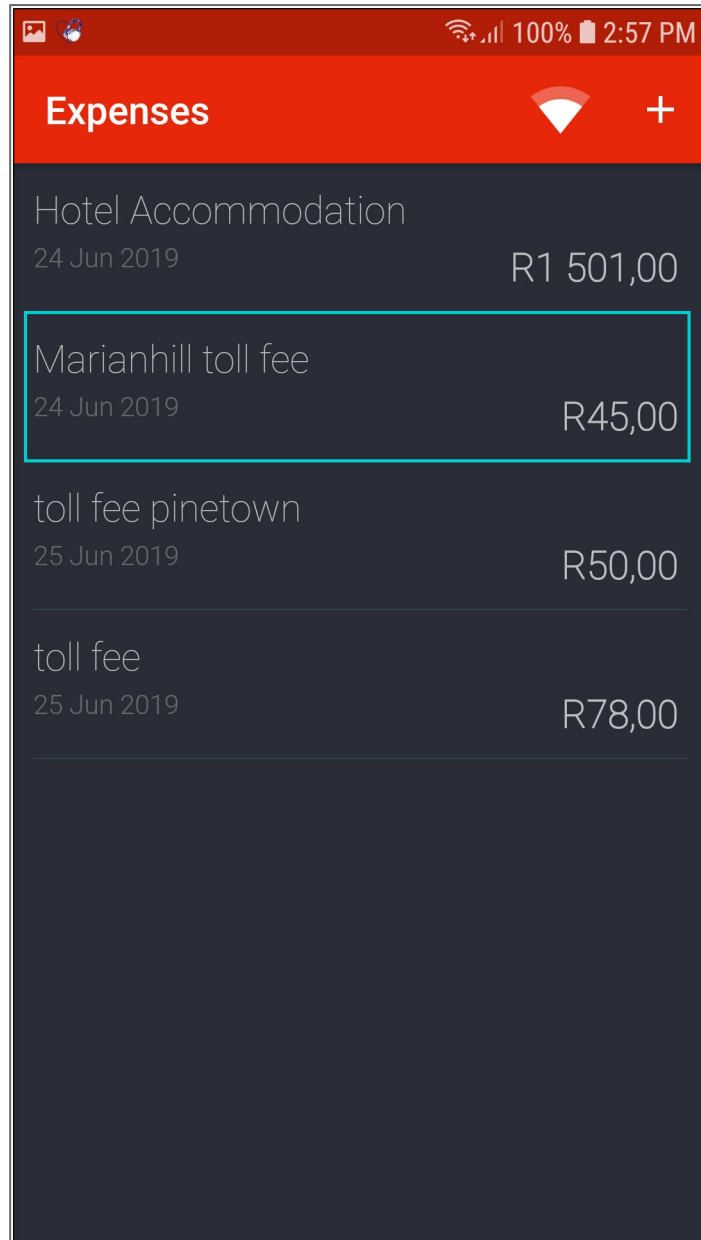 100% 2:57 PM
Expenses
+
Hotel Accommodation
24 Jun 2019
R1 501,00
Marianhill toll fee
24 Jun 2019
R45,00
toll fee pinetown
25 Jun 2019
R50,00
toll fee
25 Jun 2019
R78,00